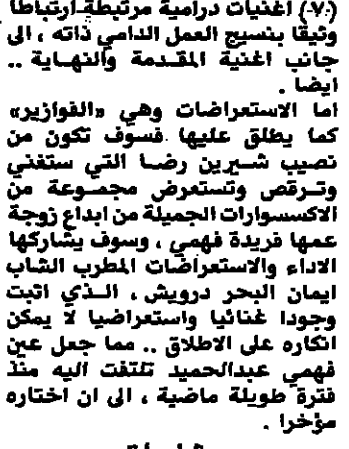 (٧٠) اغنيات درامية مرتبطة ارتباطا
وثيقا بنسيج العمل الدامي ذاته ، الى
جانب اغنية المقدمة والنهاية ..
ايضا .
اما الاستعراضات وهي «الفوازير»
كما يطلق عليها فسوف تكون من
نصيب شيرين رضا التي ستغني
وترقص وتستعرض مجموعة من
الاكسسوارات الجميلة من ابداع زوجة
عمها فريدة فهمي ، وسوف يشاركها
الاداء والاستعراضات المطرب الشاب
ايمان البحر درويش ، الذي اثبت
وجودا غنائيا واستعراضيا لا يمكن
انكاره على الاطلاق .. مما جعل عين
فهمي عبدالحميد تلتفت اليه منذ
فترة طويلة ماضية ، الى ان اختاره
مؤخرا .